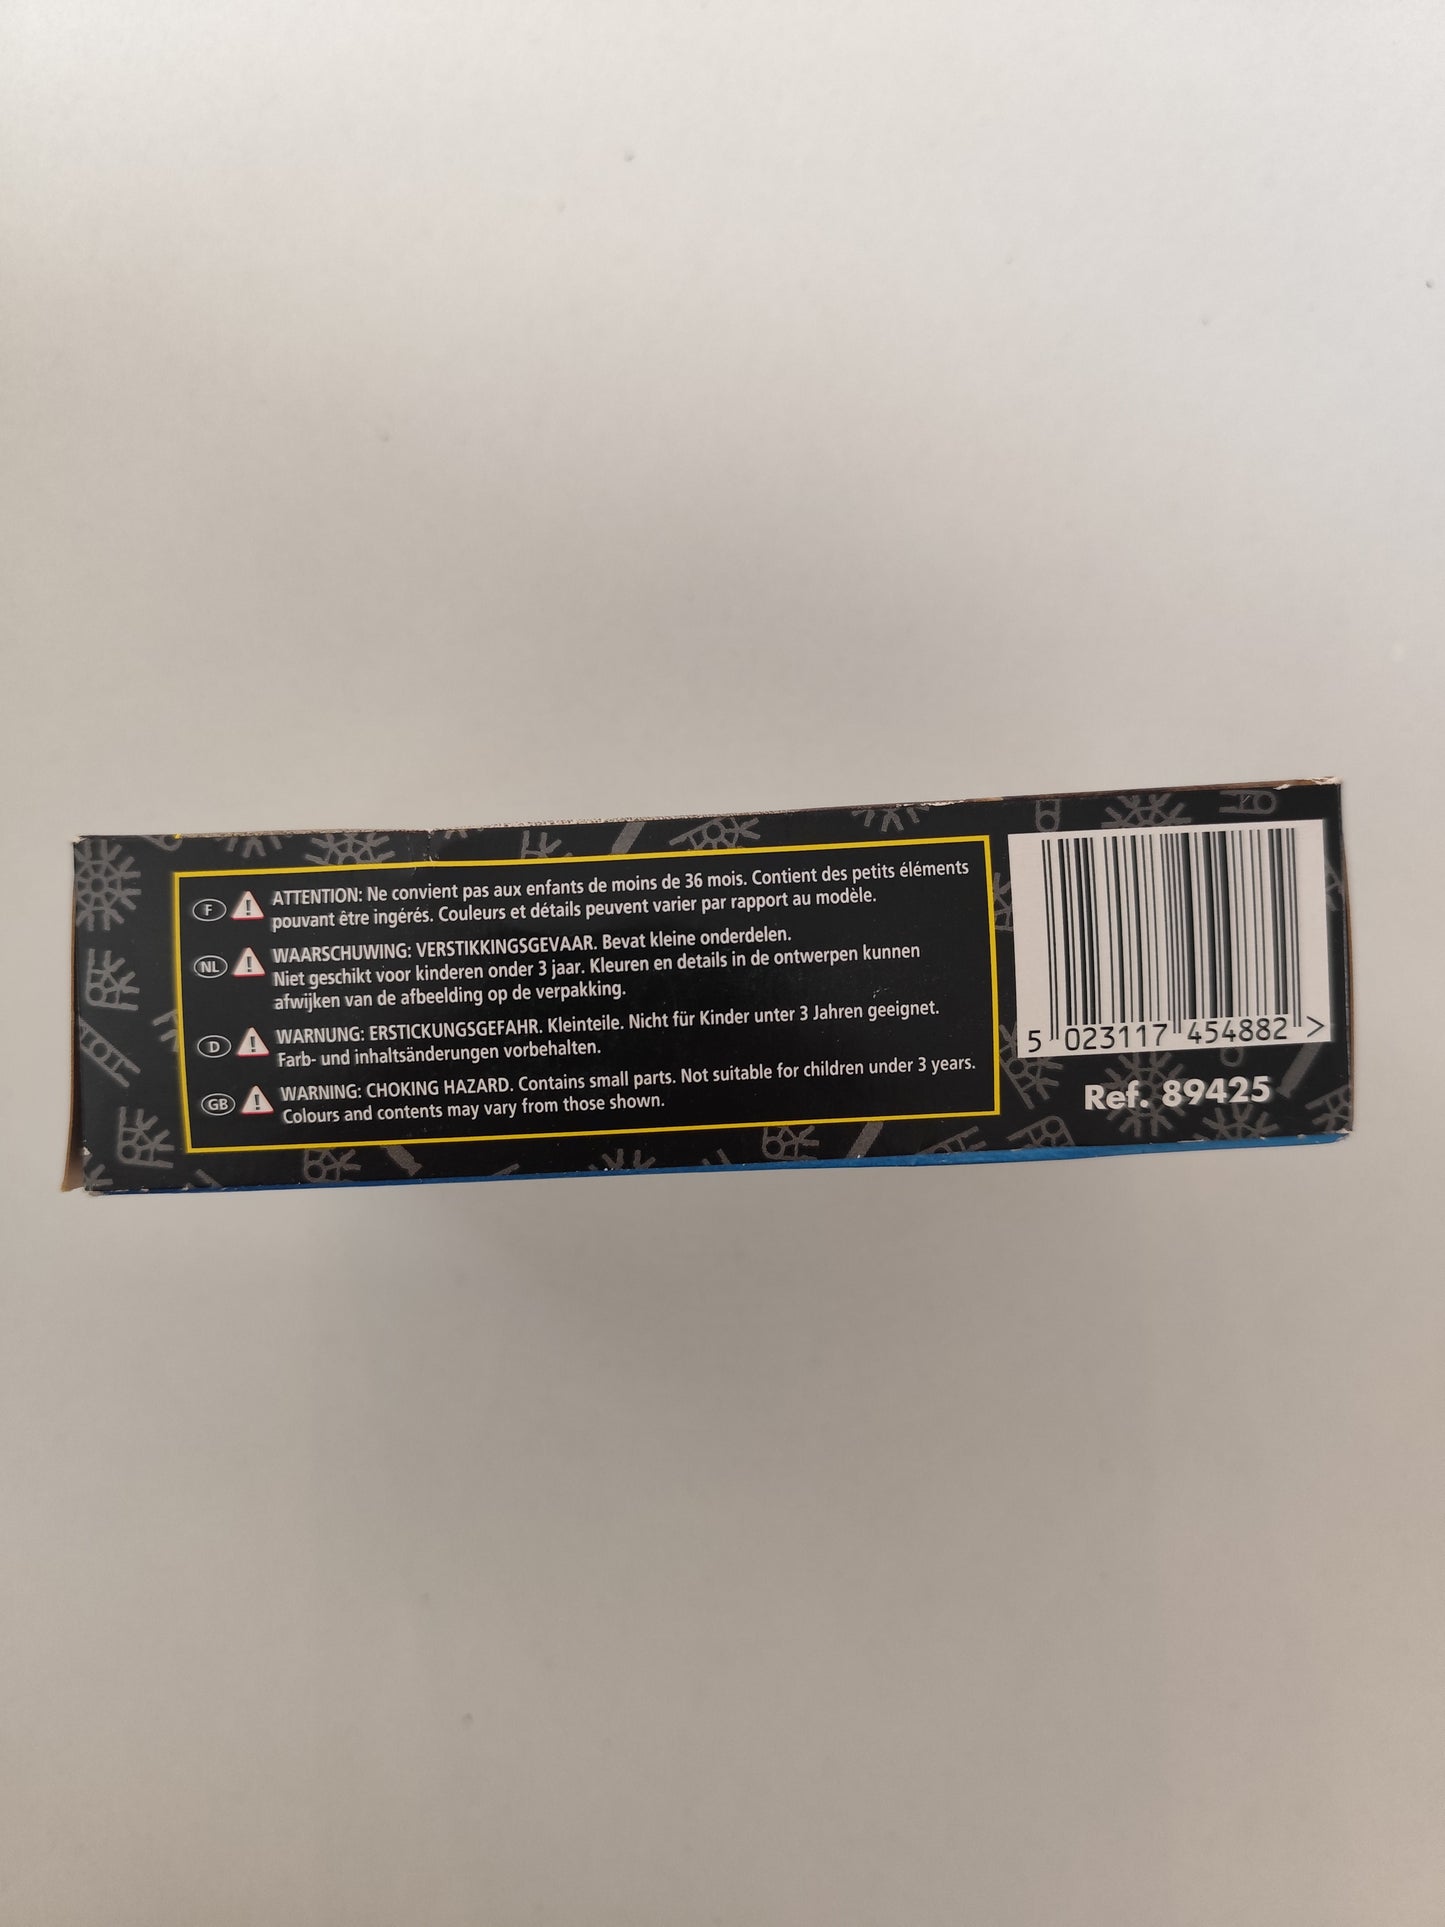 F ATTENTION: Ne convient pas aux enfants de moins de 36 mois. Contient des petits éléments
pouvant être ingérés. Couleurs et détails peuvent varier par rapport au modèle.
NL WAARSCHUWING: VERSTIKKINGSGEVAAR. Bevat kleine onderdelen.
Niet geschikt voor kinderen onder 3 jaar. Kleuren en details in de ontwerpen kunnen
afwijken van de afbeelding op de verpakking.
D WARNUNG: ERSTICKUNGSGEFAHR. Kleinteile. Nicht für Kinder unter 3 Jahren geeignet.
Farb- und inhaltsänderungen vorbehalten.
GB WARNING: CHOKING HAZARD. Contains small parts. Not suitable for children under 3 years.
Colours and contents may vary from those shown.
5 023117 454882 >
Ref. 89425